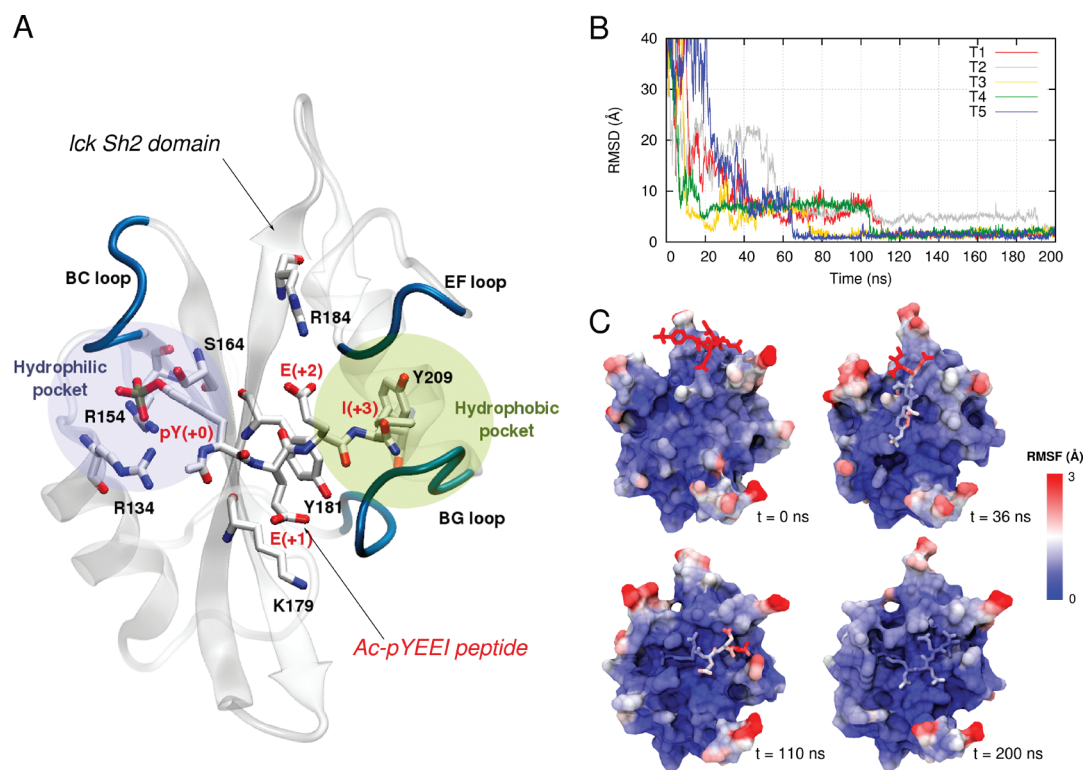 A
lck Sh2 domain
BC loop
EF loop
R184
S164
Hydrophilic
pocket
E(+2)
Y209
R154
I(+3)
Hydrophobic
pocket
pY(+0)
R134
Y181
BG loop
E(+1)
K179
Ac-pYEEI peptide
B
40
30
20
10
0
RMSD (Å)
T1
T2
T3
T4
T5
0 20 40 60 80 100 120 140 160 180 200
Time (ns)
C
t = 0 ns
t = 36 ns
RMSF (Å)
3
0
t = 110 ns
t = 200 ns